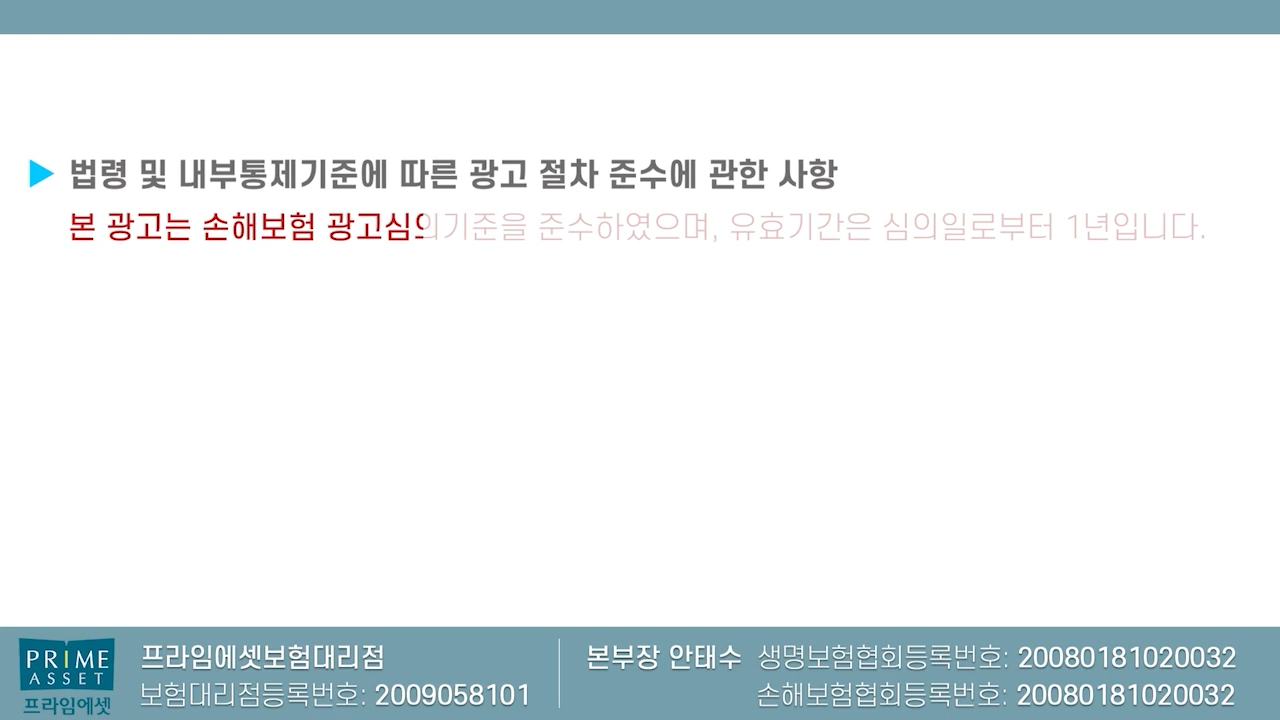 ▶ 법령 및 내부통제기준에 따른 광고 절차 준수에 관한 사항
본 광고는 손해보험 광고심의기준을 준수하였으며, 유효기간은 심의일로부터 1년입니다.
PRIME
ASSET
프라임에셋
프라임에셋보험대리점
보험대리점등록번호: 2009058101
본부장 안태수 생명보험협회등록번호: 20080181020032
손해보험협회등록번호: 20080181020032